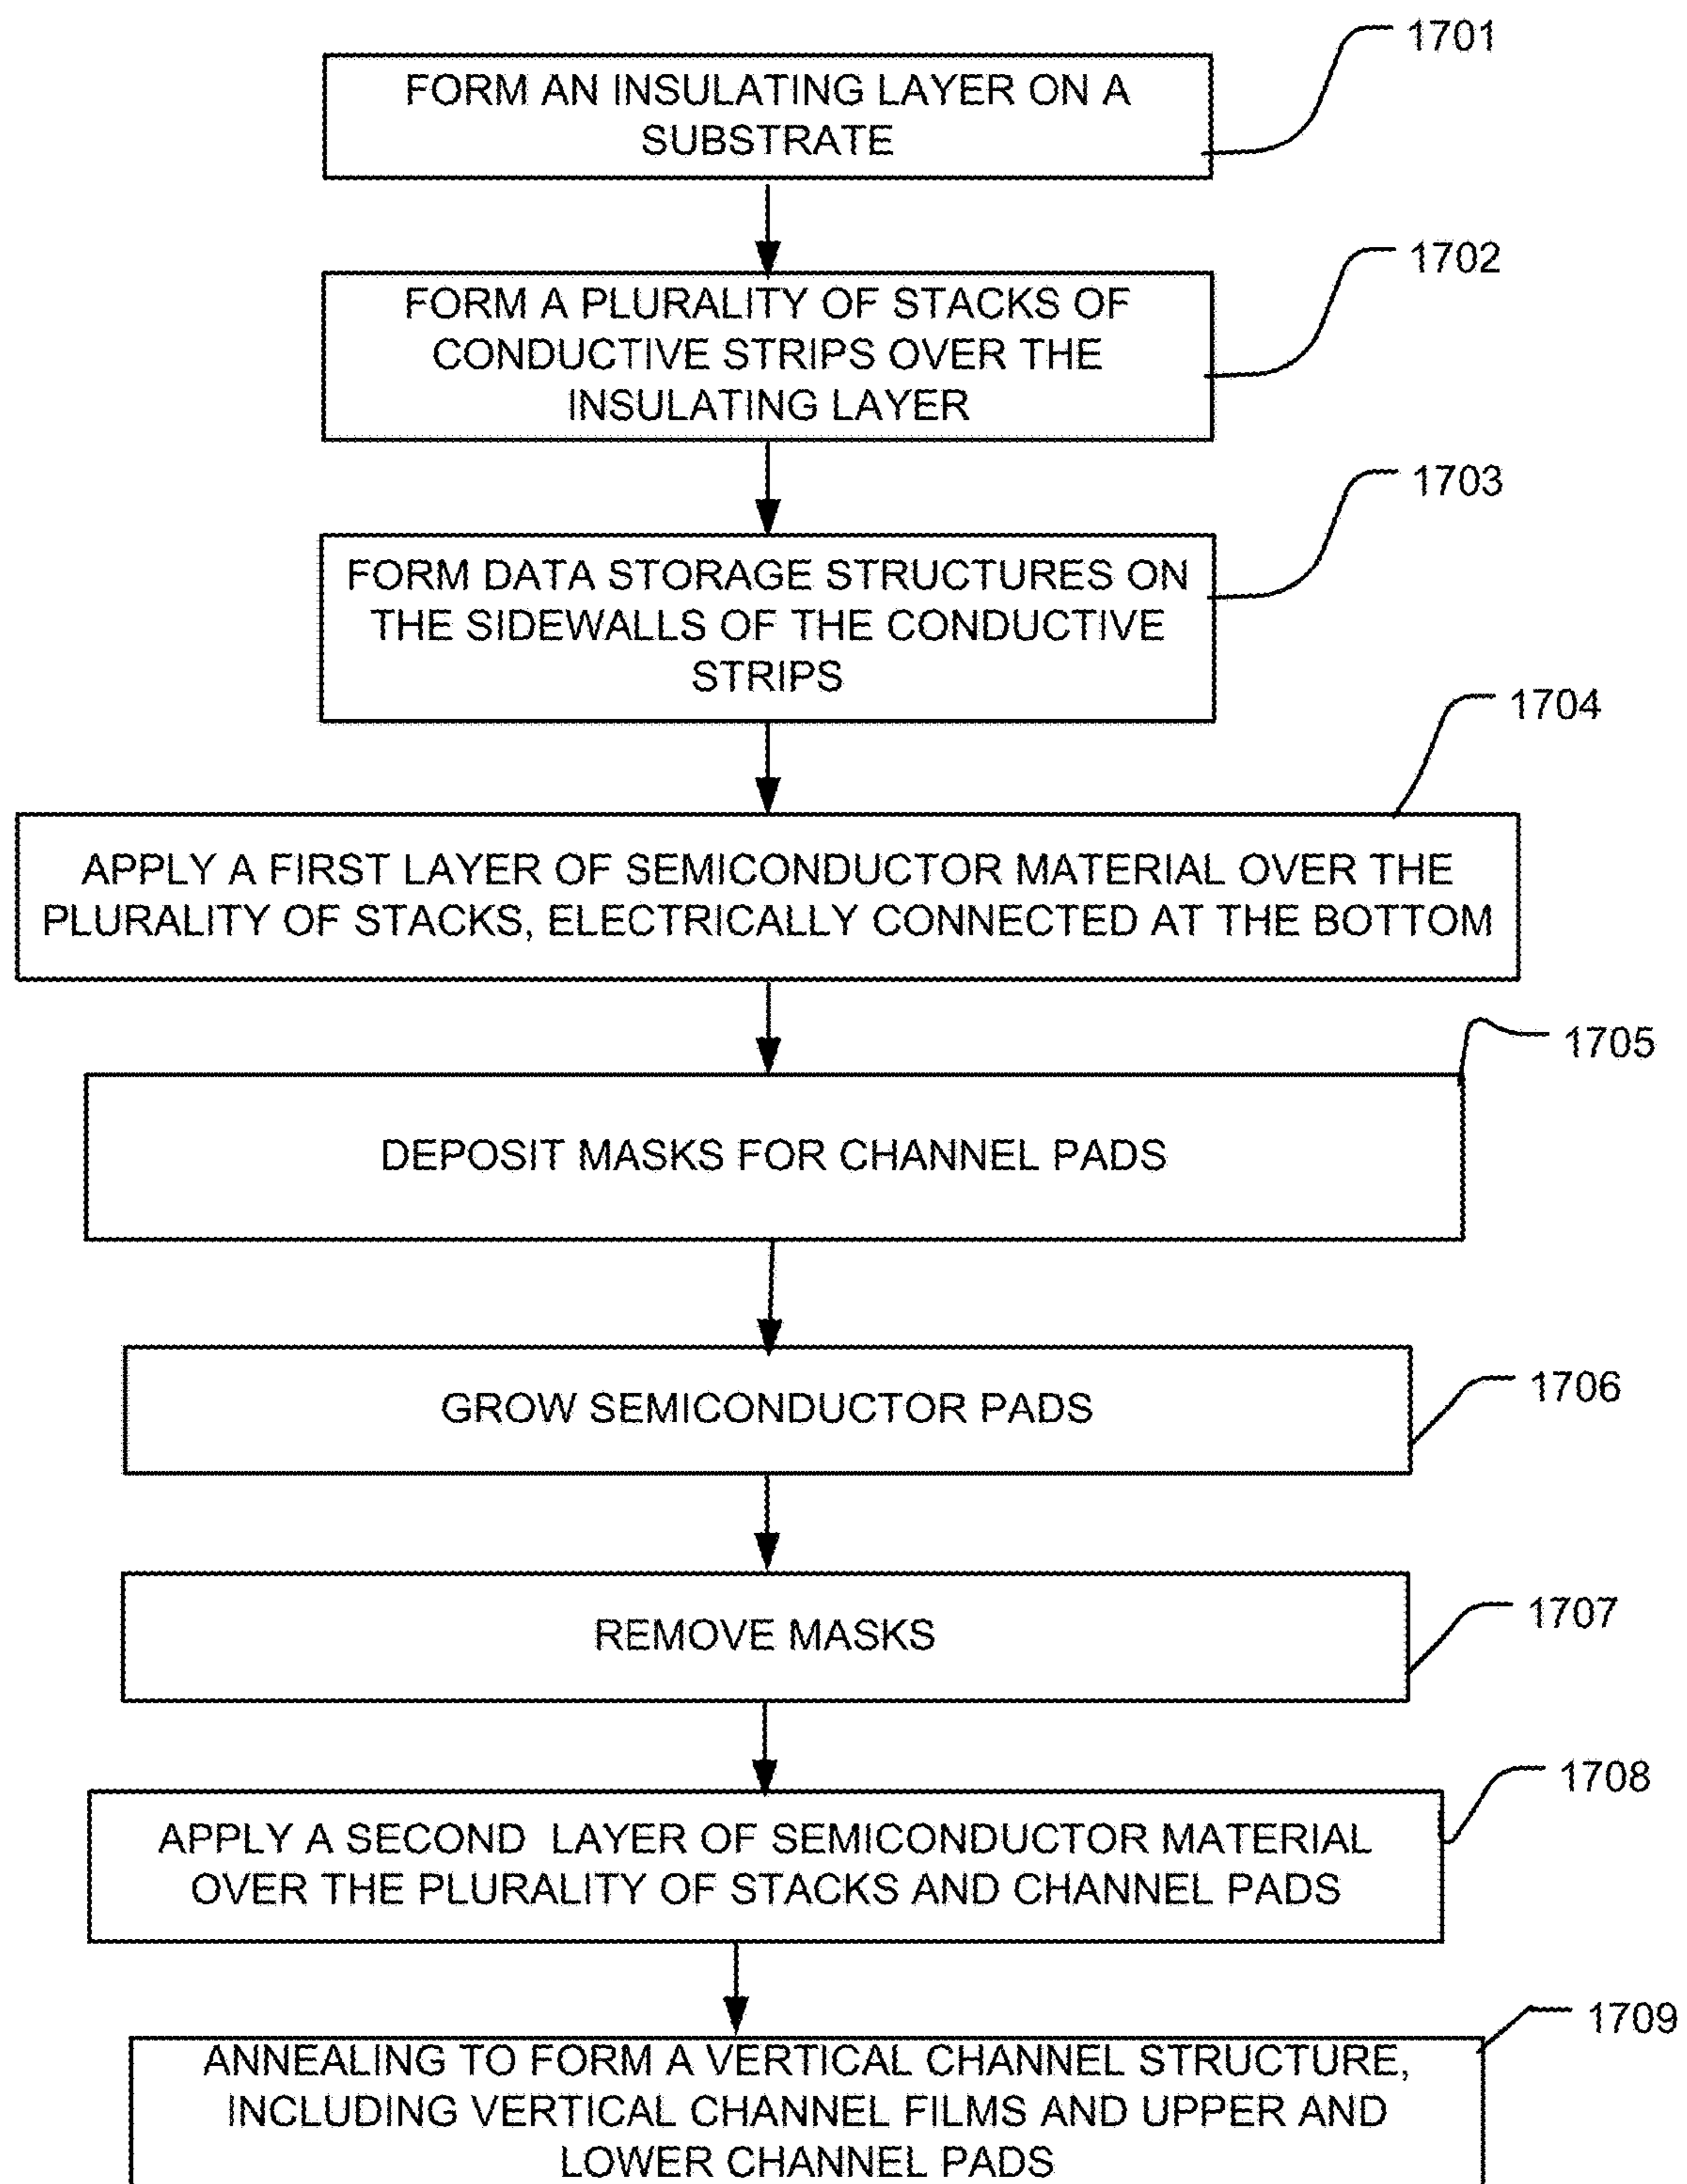 1701
FORM AN INSULATING LAYER ON A
SUBSTRATE
1702
FORM A PLURALITY OF STACKS OF
CONDUCTIVE STRIPS OVER THE
INSULATING LAYER
1703
FORM DATA STORAGE STRUCTURES ON
THE SIDEWALLS OF THE CONDUCTIVE
STRIPS
1704
APPLY A FIRST LAYER OF SEMICONDUCTOR MATERIAL OVER THE
PLURALITY OF STACKS, ELECTRICALLY CONNECTED AT THE BOTTOM
1705
DEPOSIT MASKS FOR CHANNEL PADS
1706
GROW SEMICONDUCTOR PADS
1707
REMOVE MASKS
1708
APPLY A SECOND LAYER OF SEMICONDUCTOR MATERIAL
OVER THE PLURALITY OF STACKS AND CHANNEL PADS
1709
ANNEALING TO FORM A VERTICAL CHANNEL STRUCTURE,
INCLUDING VERTICAL CHANNEL FILMS AND UPPER AND
LOWER CHANNEL PADS